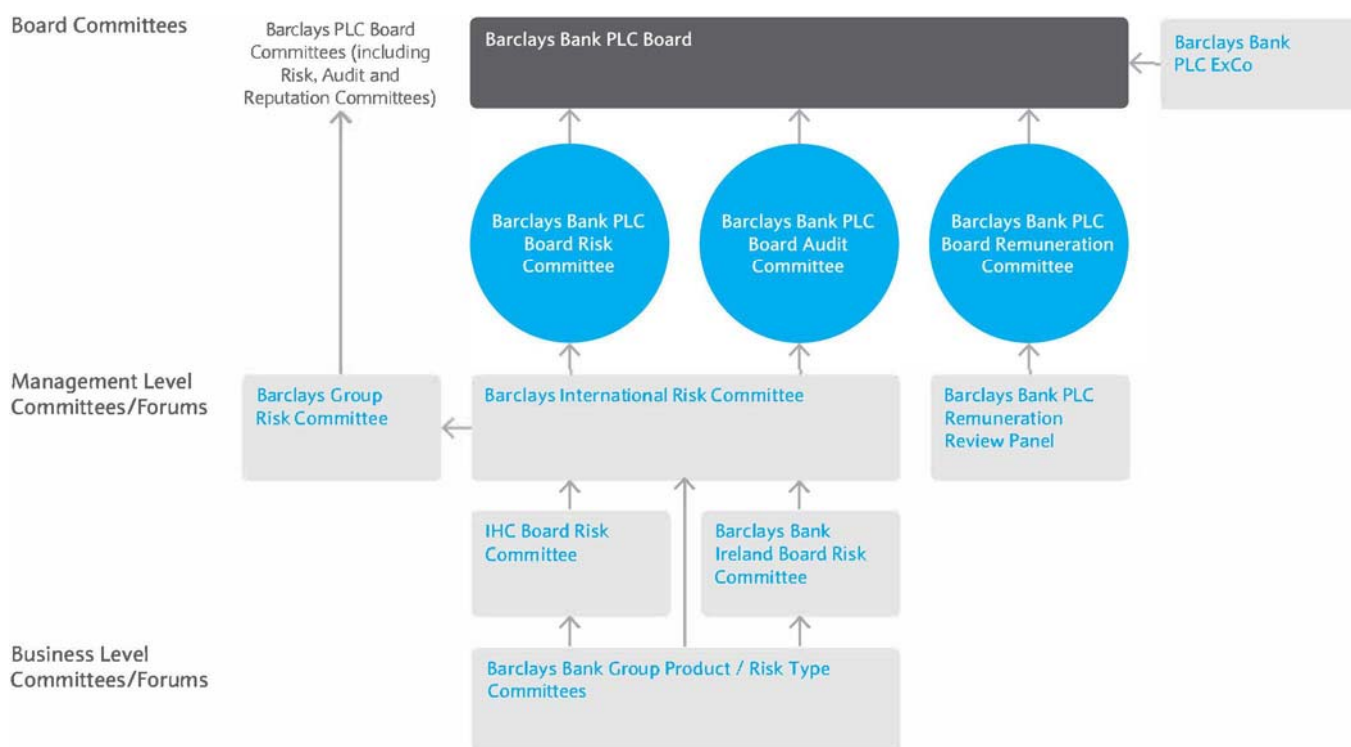 Board Committees
Barclays PLC Board
Committees (including
Risk, Audit and
Reputation Committees)
Barclays Bank PLC Board
Barclays Bank
PLC ExCo
Barclays Bank PLC
Board Risk
Committee
Barclays Bank PLC
Board Audit
Committee
Barclays Bank PLC
Board Remuneration
Committee
Management Level
Committees/Forums
Barclays Group
Risk Committee
Barclays International Risk Committee
Barclays Bank PLC
Remuneration
Review Panel
IHC Board Risk
Committee
Barclays Bank
Ireland Board Risk
Committee
Business Level
Committees/Forums
Barclays Bank Group Product / Risk Type
Committees